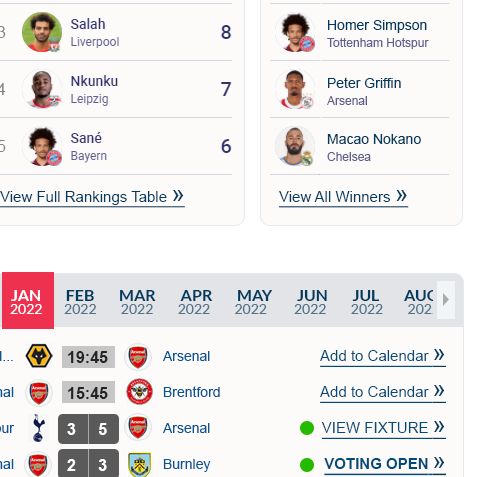 3 Salah 8
Liverpool
4 Nkunku 7
Leipzig
5 Sané 6
Bayern
View Full Rankings Table »
Homer Simpson
Tottenham Hotspur
Peter Griffin
Arsenal
Macao Nokano
Chelsea
View All Winners »
JAN FEB MAR APR MAY JUN JUL AUG
2022 2022 2022 2022 2022 2022 2022 202
l... 19:45 Arsenal Add to Calendar »
nal 15:45 Brentford Add to Calendar »
our 3 5 Arsenal VIEW FIXTURE »
nal 2 3 Burnley VOTING OPEN »